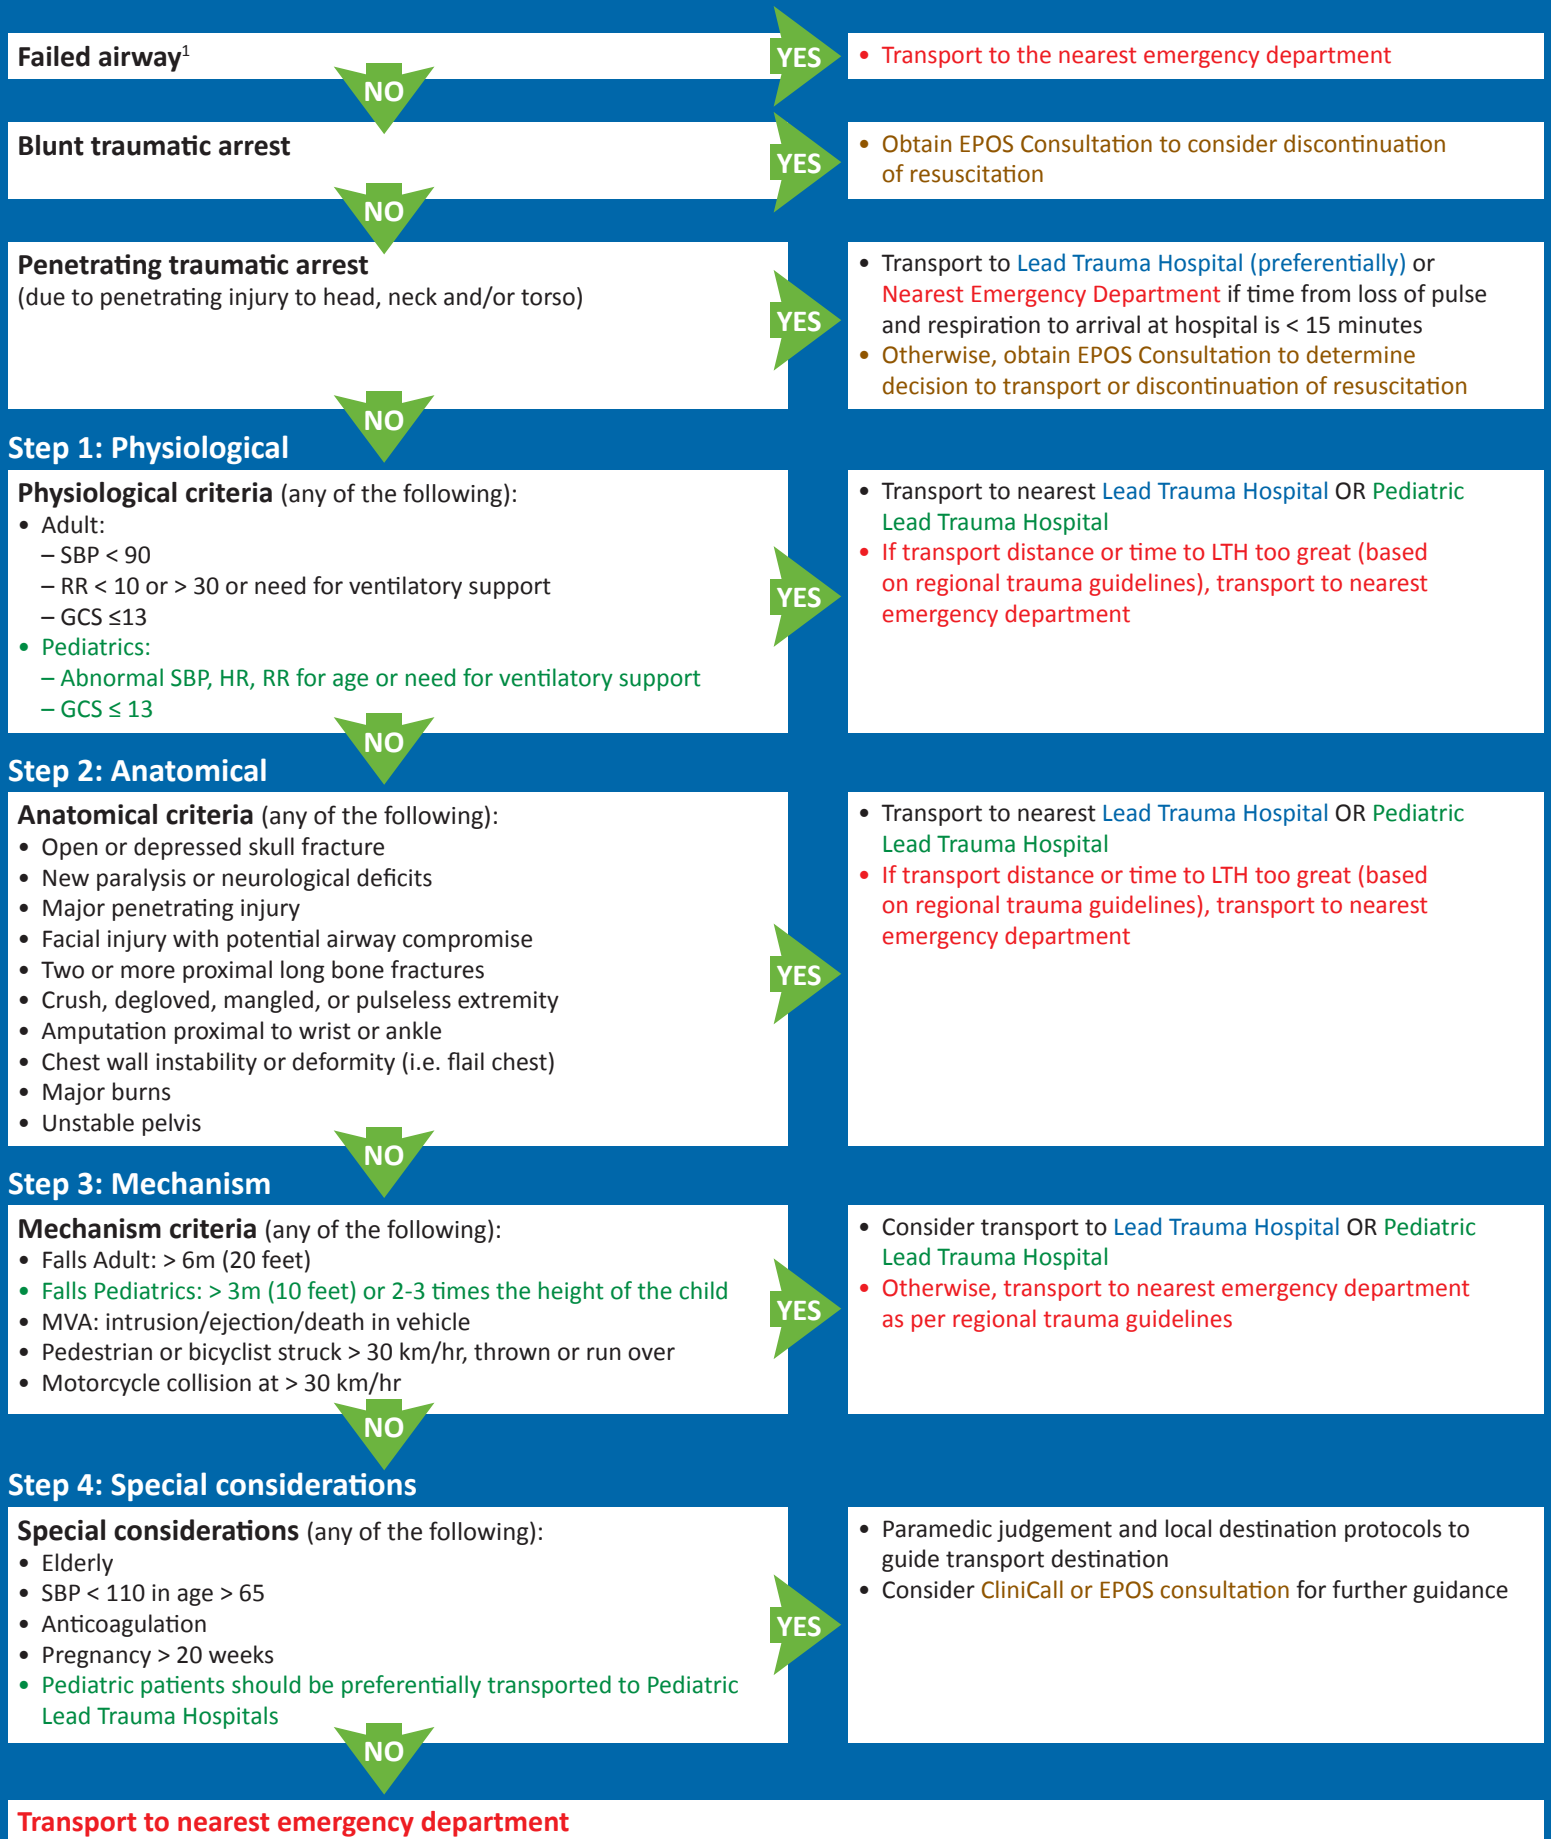 Failed airway1
YES
• Transport to the nearest emergency department
NO
Blunt traumatic arrest
YES
• Obtain EPOS Consultation to consider discontinuation
of resuscitation
NO
Penetrating traumatic arrest
(due to penetrating injury to head, neck and/or torso)
YES
• Transport to Lead Trauma Hospital (preferentially) or
Nearest Emergency Department if time from loss of pulse
and respiration to arrival at hospital is < 15 minutes
• Otherwise, obtain EPOS Consultation to determine
decision to transport or discontinuation of resuscitation
NO
Step 1: Physiological
Physiological criteria (any of the following):
• Adult:
– SBP < 90
– RR < 10 or > 30 or need for ventilatory support
– GCS ≤13
• Pediatrics:
– Abnormal SBP, HR, RR for age or need for ventilatory support
– GCS ≤ 13
YES
• Transport to nearest Lead Trauma Hospital OR Pediatric
Lead Trauma Hospital
• If transport distance or time to LTH too great (based
on regional trauma guidelines), transport to nearest
emergency department
NO
Step 2: Anatomical
Anatomical criteria (any of the following):
• Open or depressed skull fracture
• New paralysis or neurological deficits
• Major penetrating injury
• Facial injury with potential airway compromise
• Two or more proximal long bone fractures
• Crush, degloved, mangled, or pulseless extremity
• Amputation proximal to wrist or ankle
• Chest wall instability or deformity (i.e. flail chest)
• Major burns
• Unstable pelvis
YES
• Transport to nearest Lead Trauma Hospital OR Pediatric
Lead Trauma Hospital
• If transport distance or time to LTH too great (based
on regional trauma guidelines), transport to nearest
emergency department
NO
Step 3: Mechanism
Mechanism criteria (any of the following):
• Falls Adult: > 6m (20 feet)
• Falls Pediatrics: > 3m (10 feet) or 2-3 times the height of the child
• MVA: intrusion/ejection/death in vehicle
• Pedestrian or bicyclist struck > 30 km/hr, thrown or run over
• Motorcycle collision at > 30 km/hr
YES
• Consider transport to Lead Trauma Hospital OR Pediatric
Lead Trauma Hospital
• Otherwise, transport to nearest emergency department
as per regional trauma guidelines
NO
Step 4: Special considerations
Special considerations (any of the following):
• Elderly
• SBP < 110 in age > 65
• Anticoagulation
• Pregnancy > 20 weeks
• Pediatric patients should be preferentially transported to Pediatric
Lead Trauma Hospitals
YES
• Paramedic judgement and local destination protocols to
guide transport destination
• Consider CliniCall or EPOS consultation for further guidance
NO
Transport to nearest emergency department